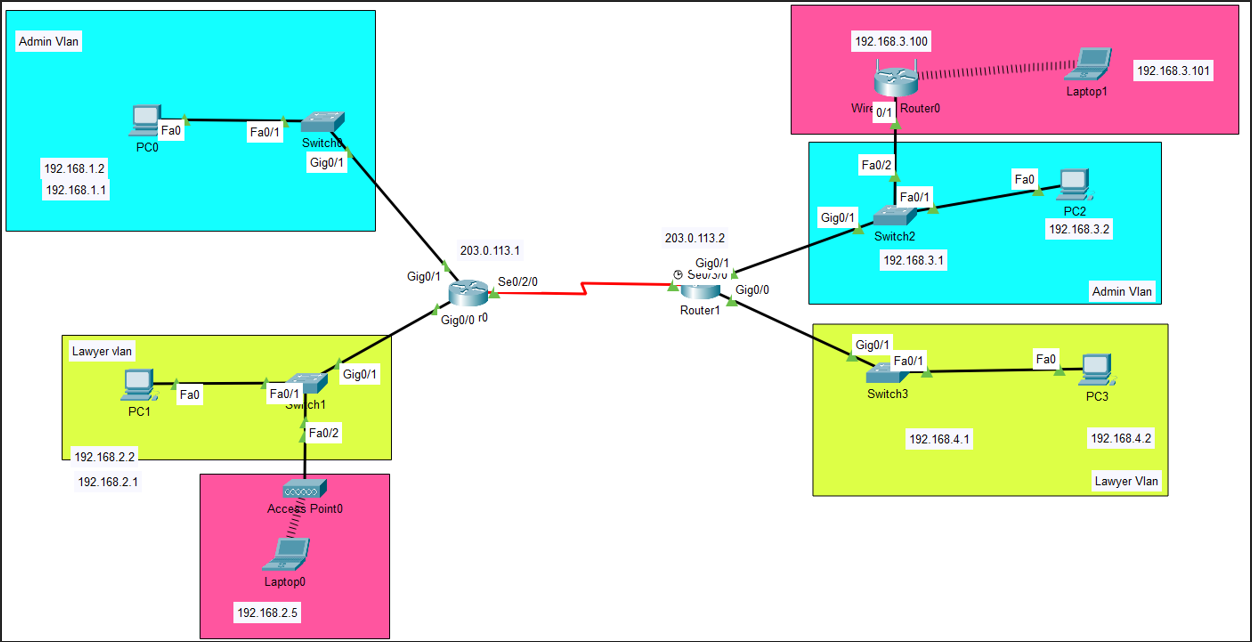 Admin Vlan
PC0
Fa0
Fa0/1
Switch0
Gig0/1
192.168.1.2
192.168.1.1
Lawyer vlan
PC1
Fa0
Fa0/1
Switch1
Gig0/1
Fa0/2
192.168.2.2
192.168.2.1
Access Point0
Laptop0
192.168.2.5
203.0.113.1
Gig0/1
Se0/2/0
Gig0/0
r0
203.0.113.2
Gig0/1
Se0/3/0
Gig0/0
Router1
192.168.3.100
Wire
0/1
Router0
Laptop1
192.168.3.101
Fa0/2
Fa0/1
Fa0
PC2
192.168.3.2
Gig0/1
Switch2
192.168.3.1
Admin Vlan
Gig0/1
Fa0/1
Switch3
Fa0
PC3
192.168.4.1
192.168.4.2
Lawyer Vlan